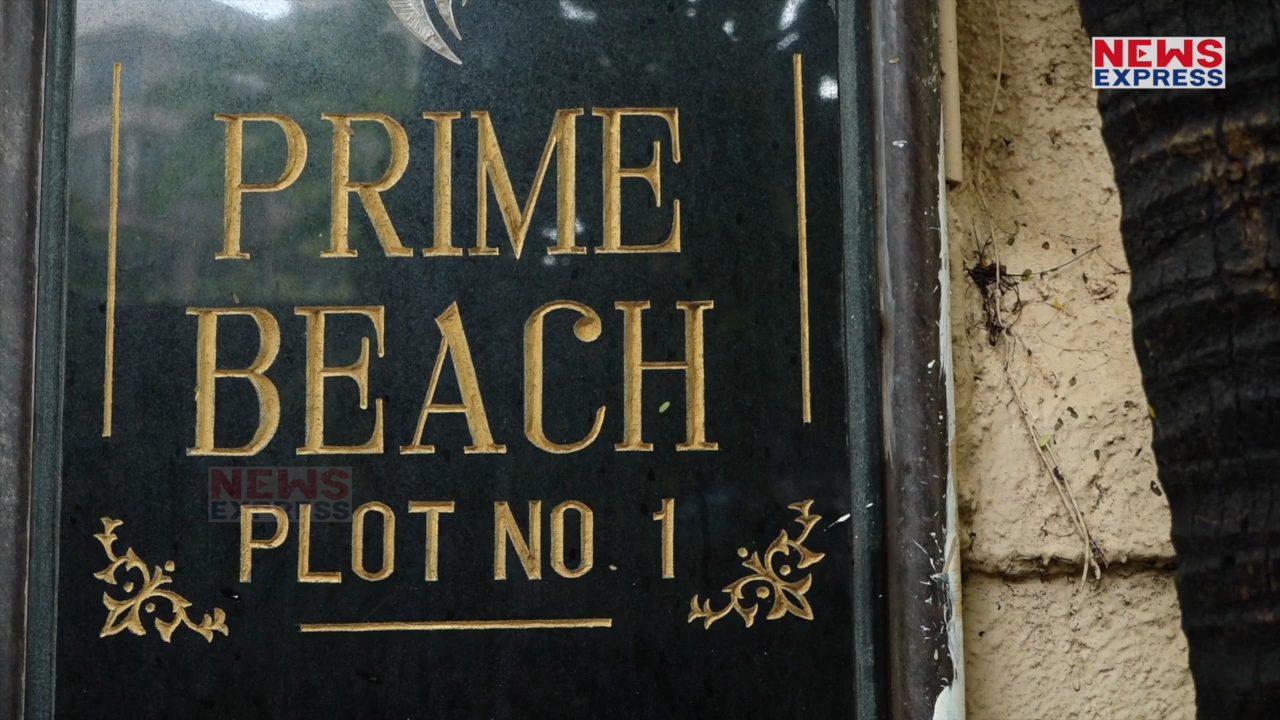 NEWS
EXPRESS
PRIME
BEACH
NEWS
EXPRESS
PLOT NO. 1